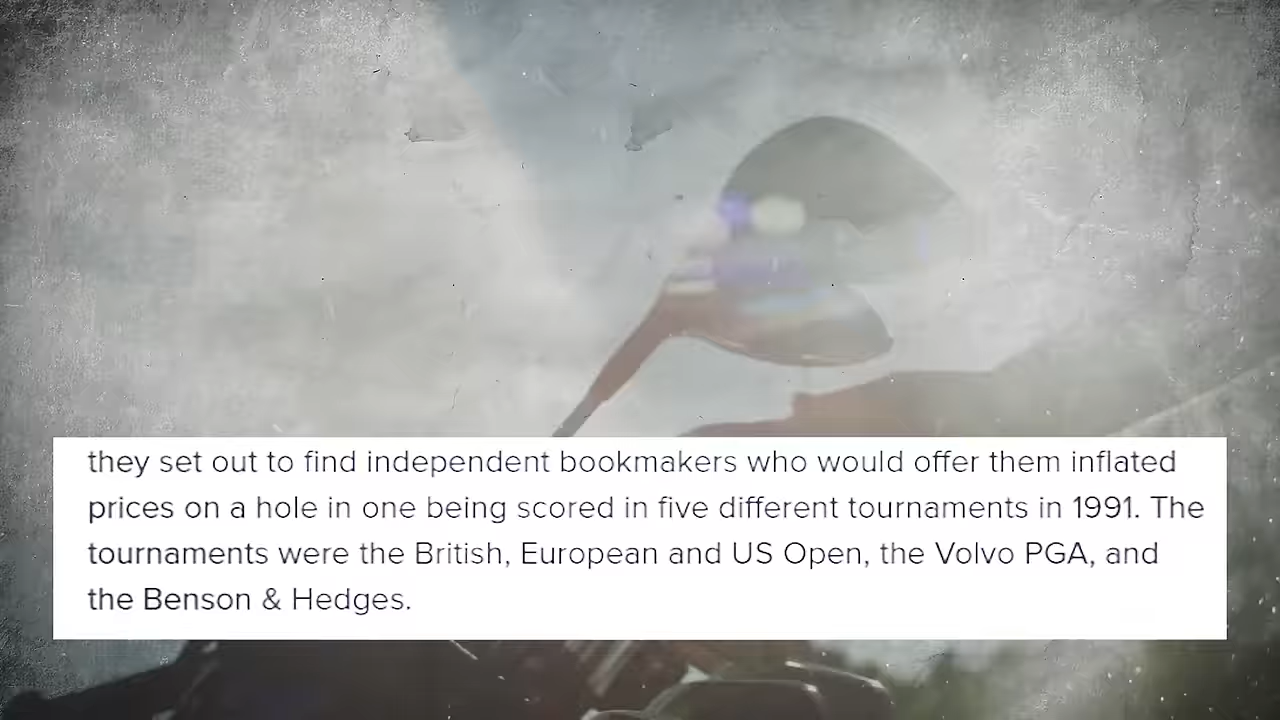 they set out to find independent bookmakers who would offer them inflated
prices on a hole in one being scored in five different tournaments in 1991. The
tournaments were the British, European and US Open, the Volvo PGA, and
the Benson & Hedges.